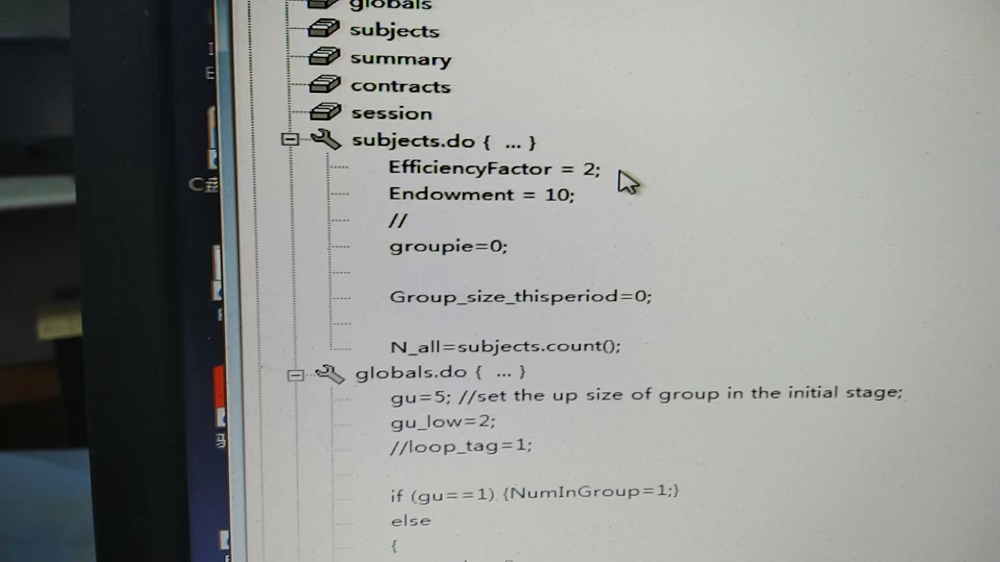 globals
subjects
summary
contracts
session
subjects.do { ... }
EfficiencyFactor = 2;
Endowment = 10;
//
groupie=0;
Group_size_thisperiod=0;
N_all=subjects.count();
globals.do { ... }
gu=5; //set the up size of group in the initial stage;
gu_low=2;
//loop_tag=1;
if (gu==1) {NumInGroup=1;}
else
{